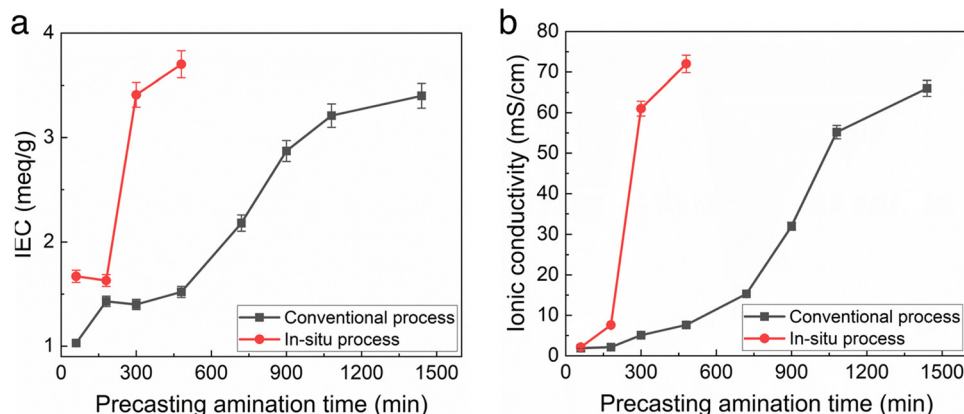 a
IEC (meq/g)
4
3
2
1
0
300
600
900
1200
1500
Precasting amination time (min)
Conventional process
In-situ process
b
Ionic conductivity (mS/cm)
80
70
60
50
40
30
20
10
0
0
300
600
900
1200
1500
Precasting amination time (min)
Conventional process
In-situ process